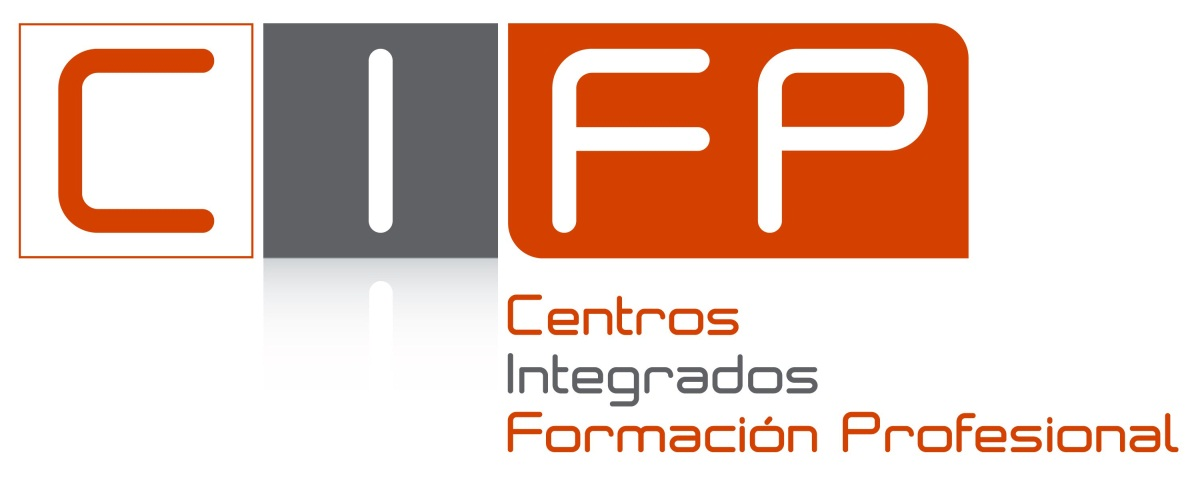 CIFP
Centros
Integrados
Formación Profesional